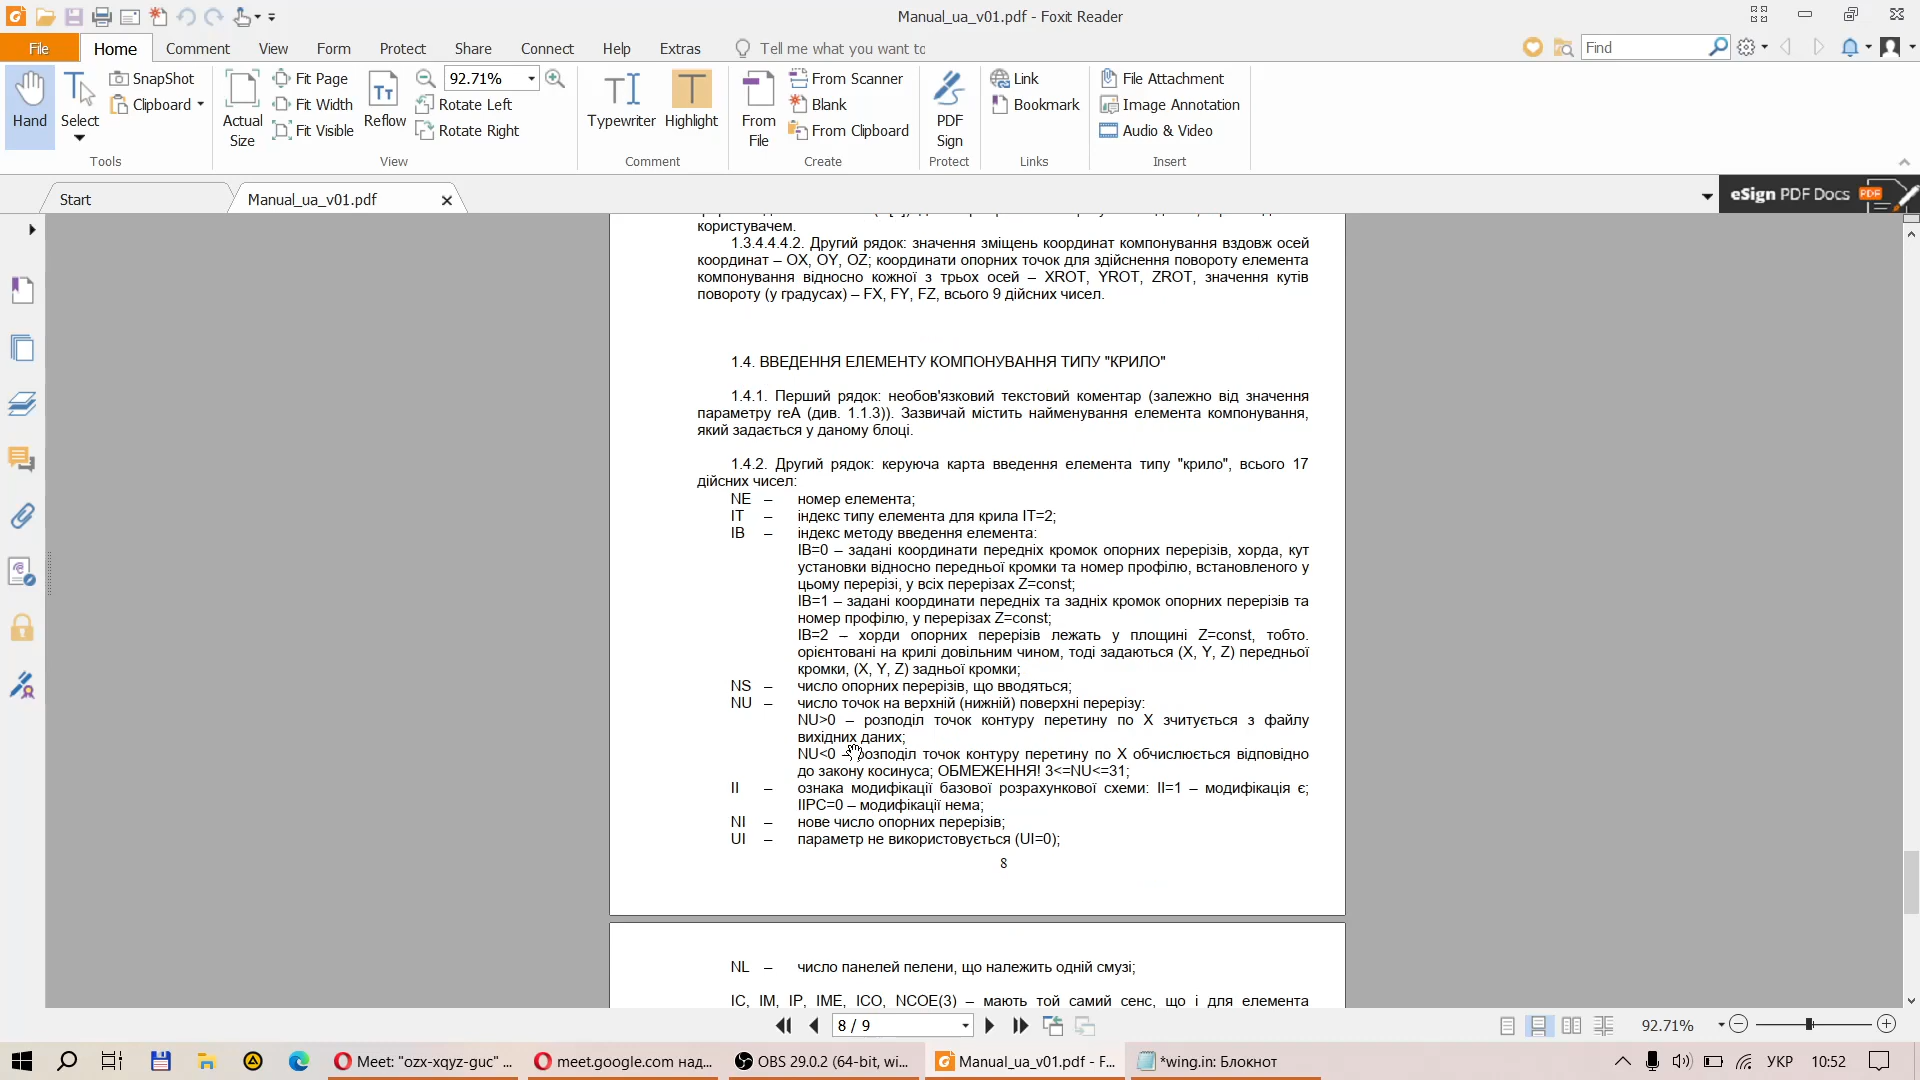 Manual_ua_v01.pdf - Foxit Reader
File Home Comment View Form Protect Share Connect Help Extras Tell me what you want to Find
Hand
Select
SnapShot
Clipboard
Tools
Actual
Size
Fit Page
Fit Width
Fit Visible
Reflow
92.71%
Rotate Left
Rotate Right
View
Typewriter
Highlight
Comment
From
File
From Scanner
Blank
From Clipboard
Create
PDF
Sign
Protect
Link
Bookmark
Links
File Attachment
Image Annotation
Audio & Video
Insert
Start
Manual_ua_v01.pdf
eSign PDF Docs PDF
користувачем.
1.3.4.4.4.2. Другий рядок: значення зміщень координат компонування вздовж осей
координат – OX, OY, OZ; координати опорних точок для здійснення повороту елемента
компонування відносно кожної з трьох осей – XROT, YROT, ZROT, значення кутів
повороту (у градусах) – FX, FY, FZ, всього 9 дійсних чисел.
1.4. ВВЕДЕННЯ ЕЛЕМЕНТУ КОМПОНУВАННЯ ТИПУ "КРИЛО"
1.4.1. Перший рядок: необов'язковий текстовий коментар (залежно від значення
параметру reA (див. 1.1.3)). Зазвичай містить найменування елемента компонування,
який задається у даному блоці.
1.4.2. Другий рядок: керуюча карта введення елемента типу "крило", всього 17
дійсних чисел:
NE – номер елемента;
IT – індекс типу елемента для крила IT=2;
IB – індекс методу введення елемента:
IB=0 – задані координати передніх кромок опорних перерізів, хорда, кут
установки відносно передньої кромки та номер профілю, встановленого у
цьому перерізі, у всіх перерізах Z=const;
IB=1 – задані координати передніх та задніх кромок опорних перерізів та
номер профілю, у перерізах Z=const;
IB=2 – хорди опорних перерізів лежать у площині Z=const, тобто.
орієнтовані на крилі довільним чином, тоді задаються (X, Y, Z) передньої
кромки, (X, Y, Z) задньої кромки;
NS – число опорних перерізів, що вводяться;
NU – число точок на верхній (нижній) поверхні перерізу:
NU>0 – розподіл точок контуру перетину по X зчитується з файлу
вихідних даних;
NU<0 – розподіл точок контуру перетину по X обчислюється відповідно
до закону косинуса; ОБМЕЖЕННЯ! 3<=NU<=31;
II – ознака модифікації базової розрахункової схеми: II=1 – модифікація є;
IIPC=0 – модифікації нема;
NI – нове число опорних перерізів;
UI – параметр не використовується (UI=0);
8
NL – число панелей пелени, що належить одній смузі;
IC, IM, IP, IME, ICO, NCOE(3) – мають той самий сенс, що і для елемента
8 / 9
92.71%
Meet: "ozx-xqyz-guc" ...
meet.google.com над...
OBS 29.0.2 (64-bit, wi...
Manual_ua_v01.pdf - F...
*wing.in: Блокнот
УКР
10:52